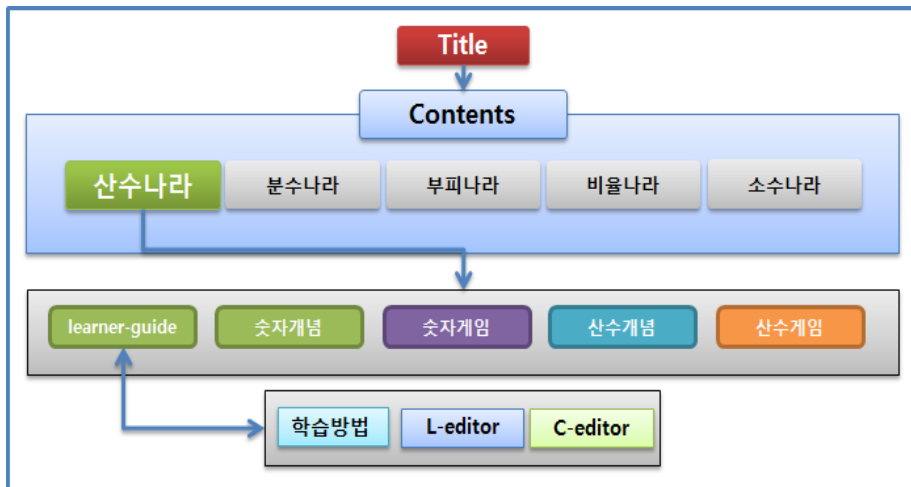 Title
Contents
산수나라
분수나라
부피나라
비율나라
소수나라
learner-guide
숫자개념
숫자게임
산수개념
산수게임
학습방법
L-editor
C-editor